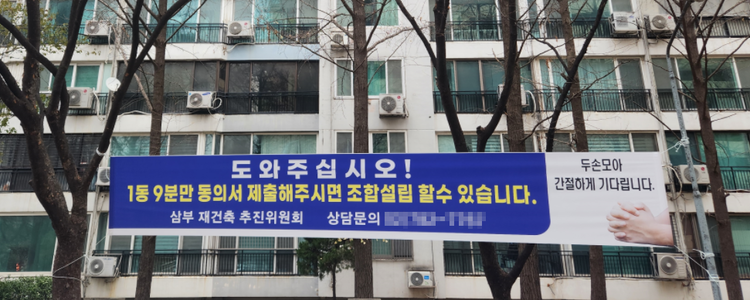 도와주십시오!
1동 9분만 동의서 제출해주시면 조합설립 할수 있습니다.
삼부 재건축 추진위원회 상담문의
두손모아
간절하게 기다립니다.